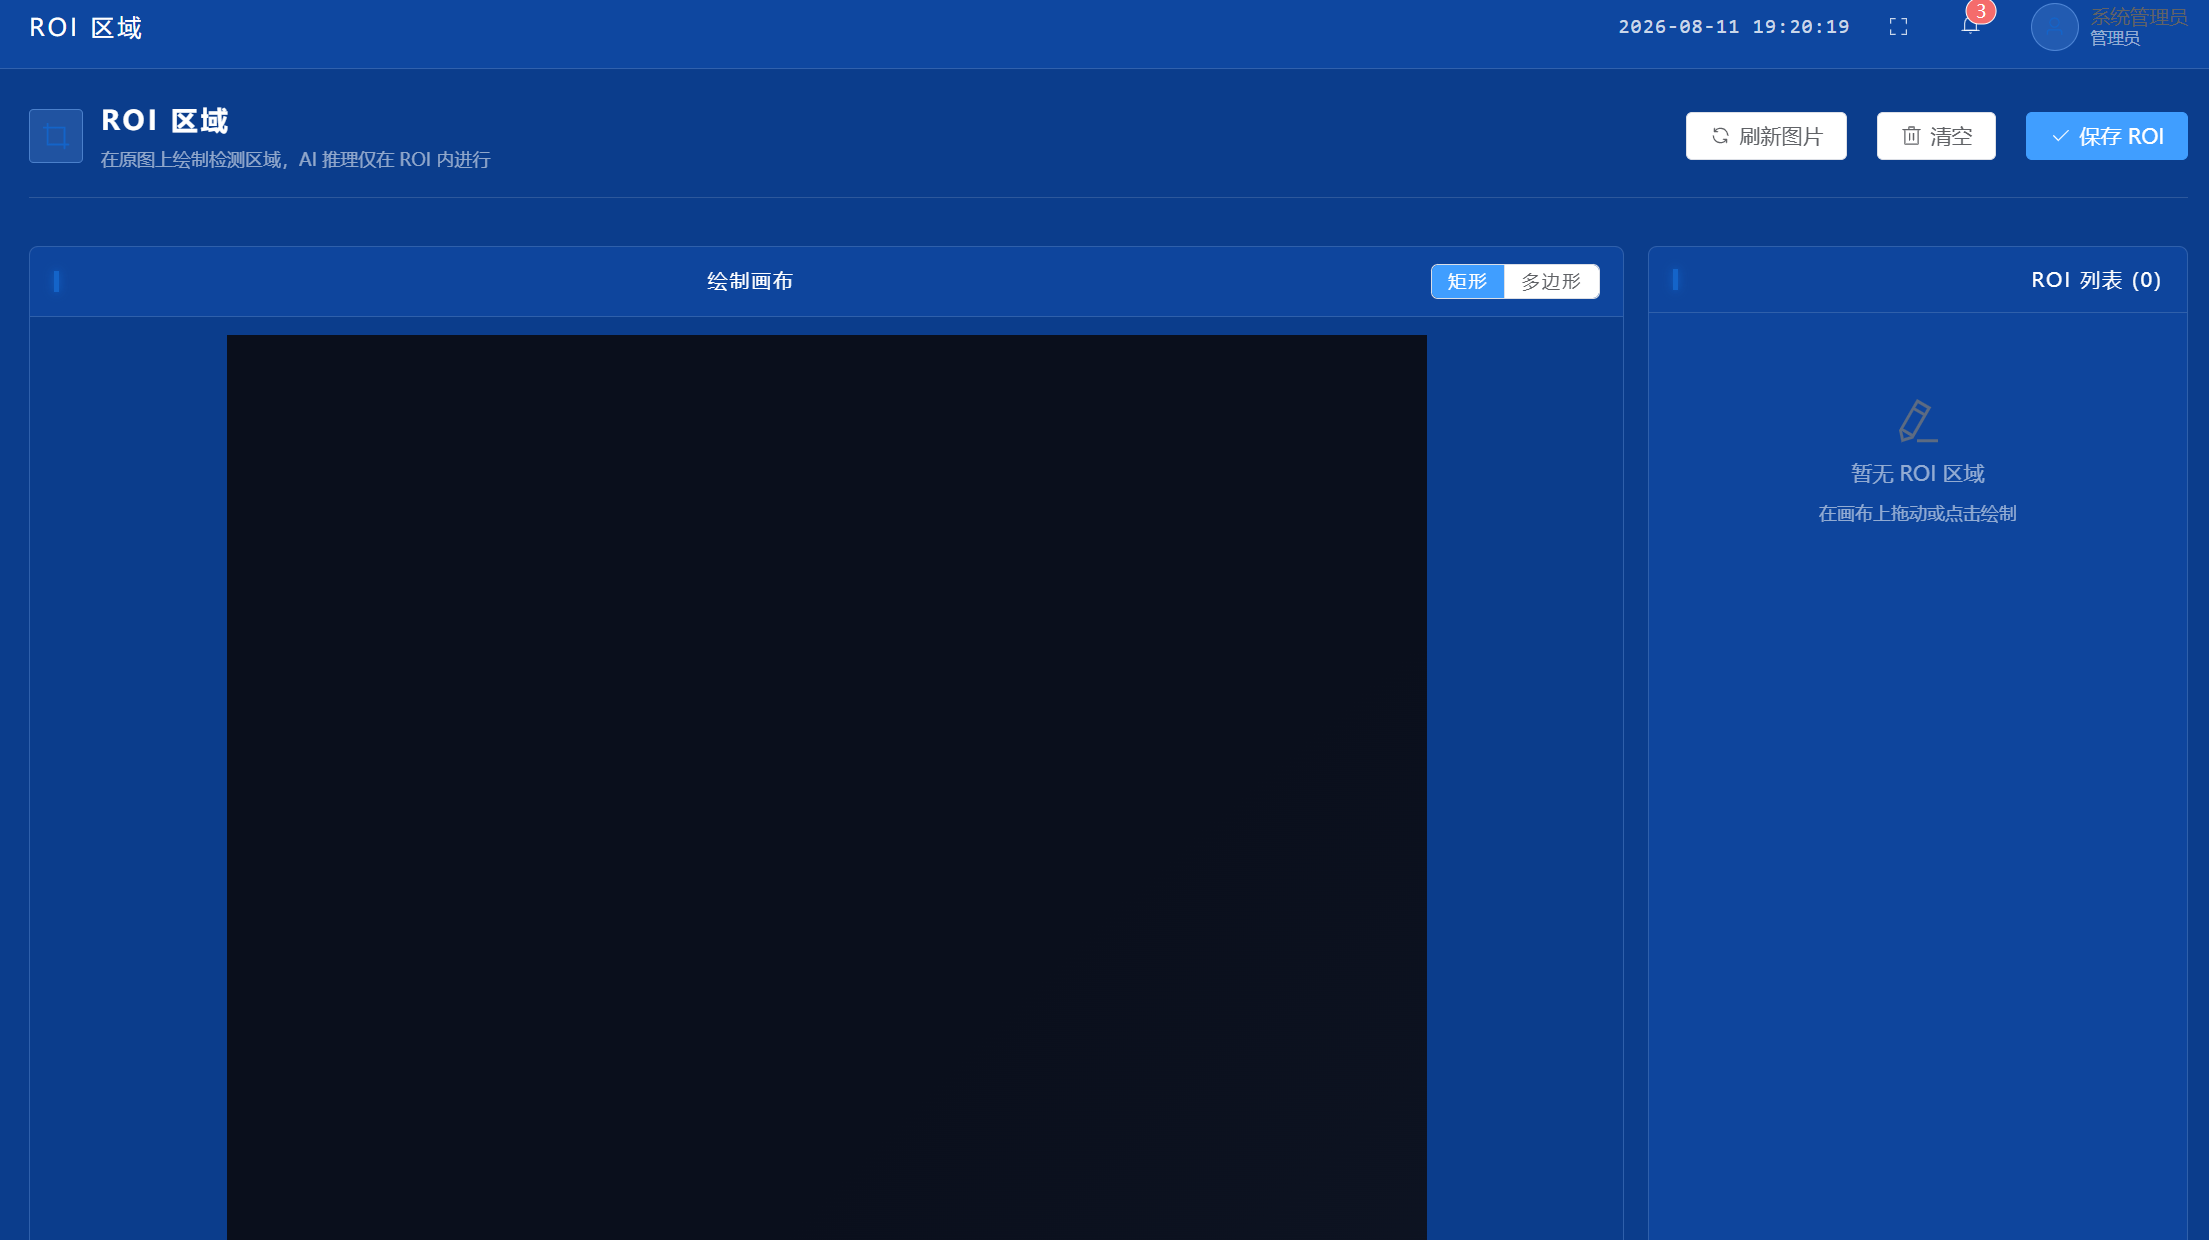 ROI 区域
2026-08-11 19:20:19
3
系统管理员
管理员
ROI 区域
在原图上绘制检测区域，AI 推理仅在 ROI 内进行
刷新图片
清空
保存 ROI
绘制画布
矩形
多边形
ROI 列表 (0)
暂无 ROI 区域
在画布上拖动或点击绘制